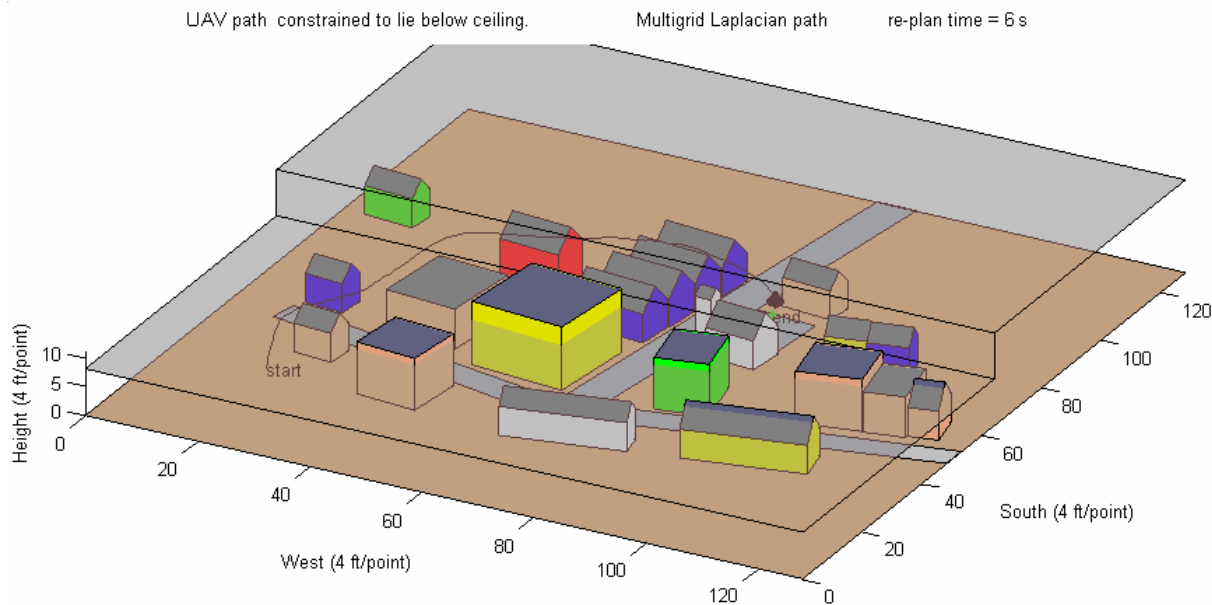 UAV path constrained to lie below ceiling. Multigrid Laplacian path re-plan time = 6 s
start
end
Height (4 ft/point)
10
5
0
0
20
40
60
80
100
120
West (4 ft/point)
0
20
40
60
80
100
120
South (4 ft/point)